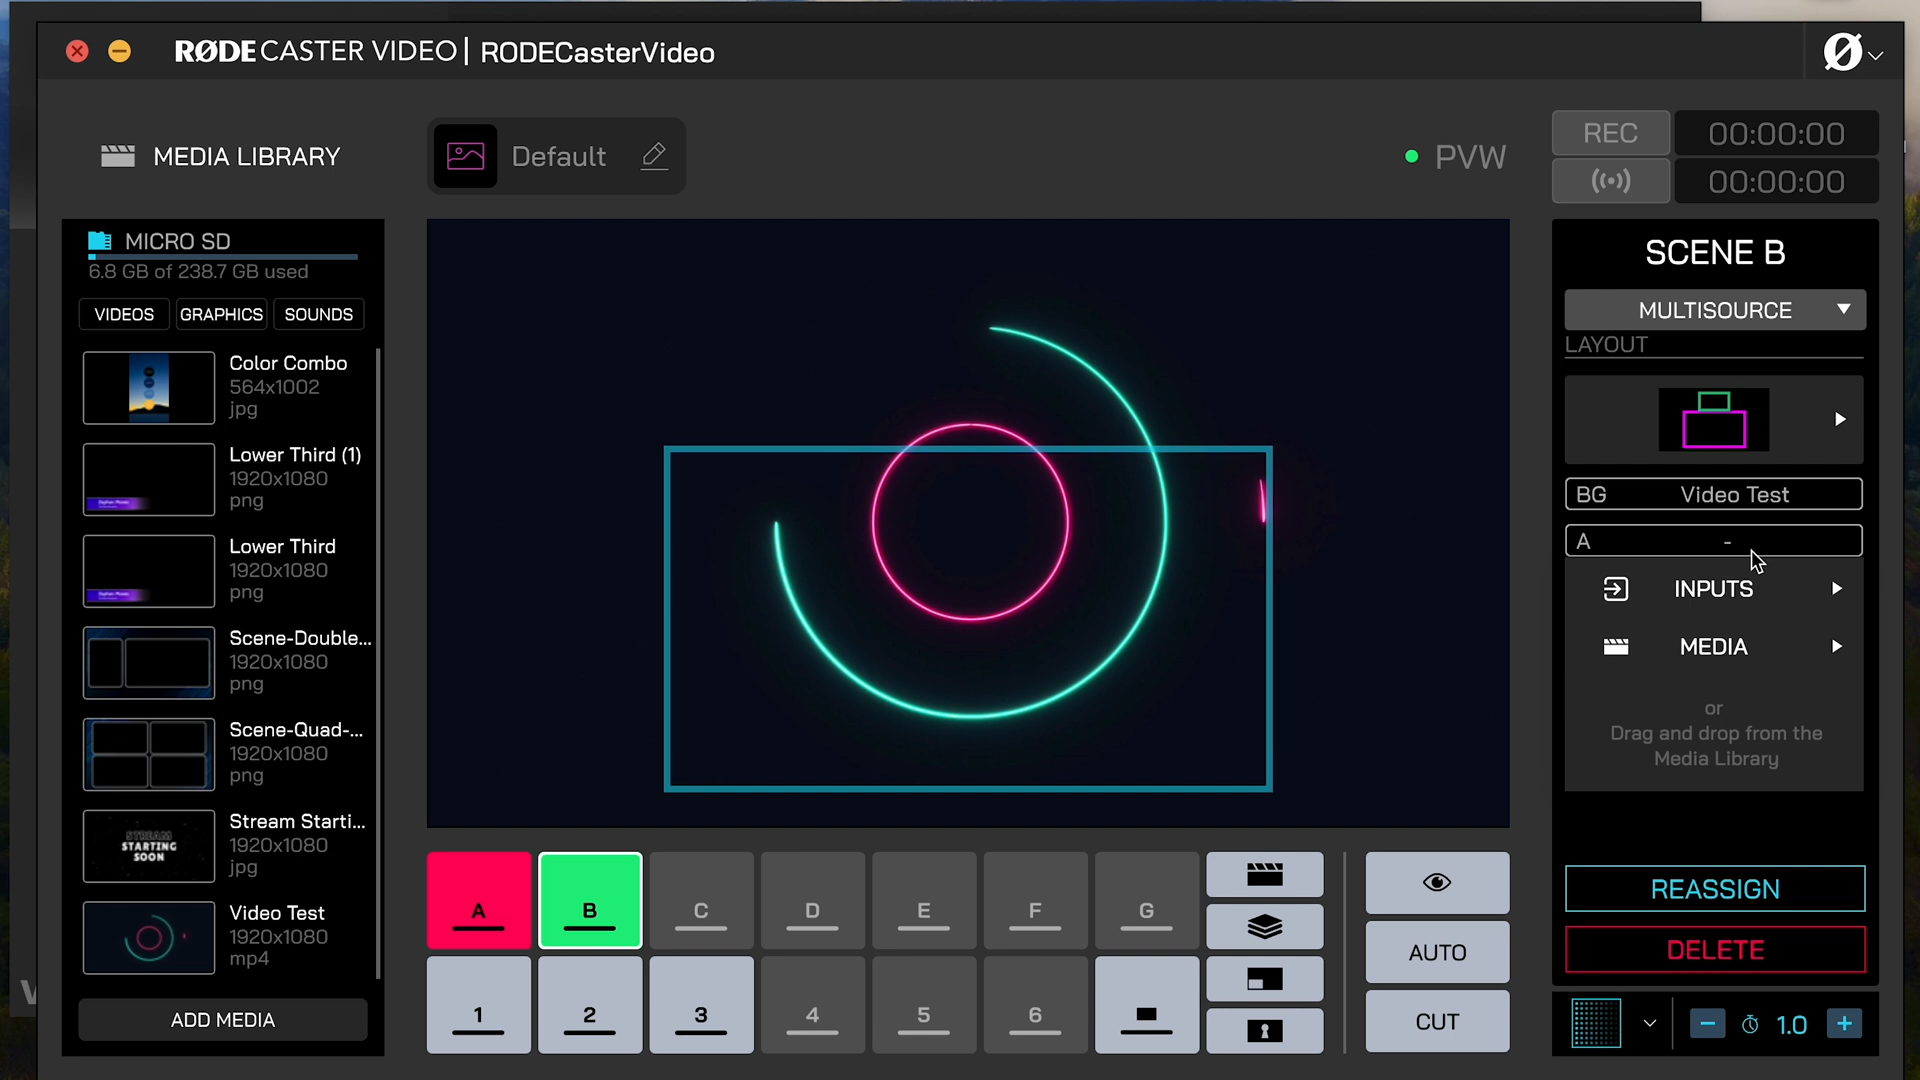 RØDECASTER VIDEO | RODECasterVideo
MEDIA LIBRARY
Default
PVW
REC
00:00:00
00:00:00
MICRO SD
6.8 GB of 238.7 GB used
VIDEOS
GRAPHICS
SOUNDS
Color Combo
564x1002
jpg
Lower Third (1)
1920x1080
png
Lower Third
1920x1080
png
Scene-Double...
1920x1080
png
Scene-Quad-...
1920x1080
png
STREAM
STARTING
SOON
Stream Starti...
1920x1080
jpg
Video Test
1920x1080
mp4
ADD MEDIA
A
B
C
D
E
F
G
1
2
3
4
5
6
AUTO
CUT
SCENE B
MULTISOURCE
LAYOUT
BG Video Test
A -
INPUTS
MEDIA
or
Drag and drop from the
Media Library
REASSIGN
DELETE
1.0